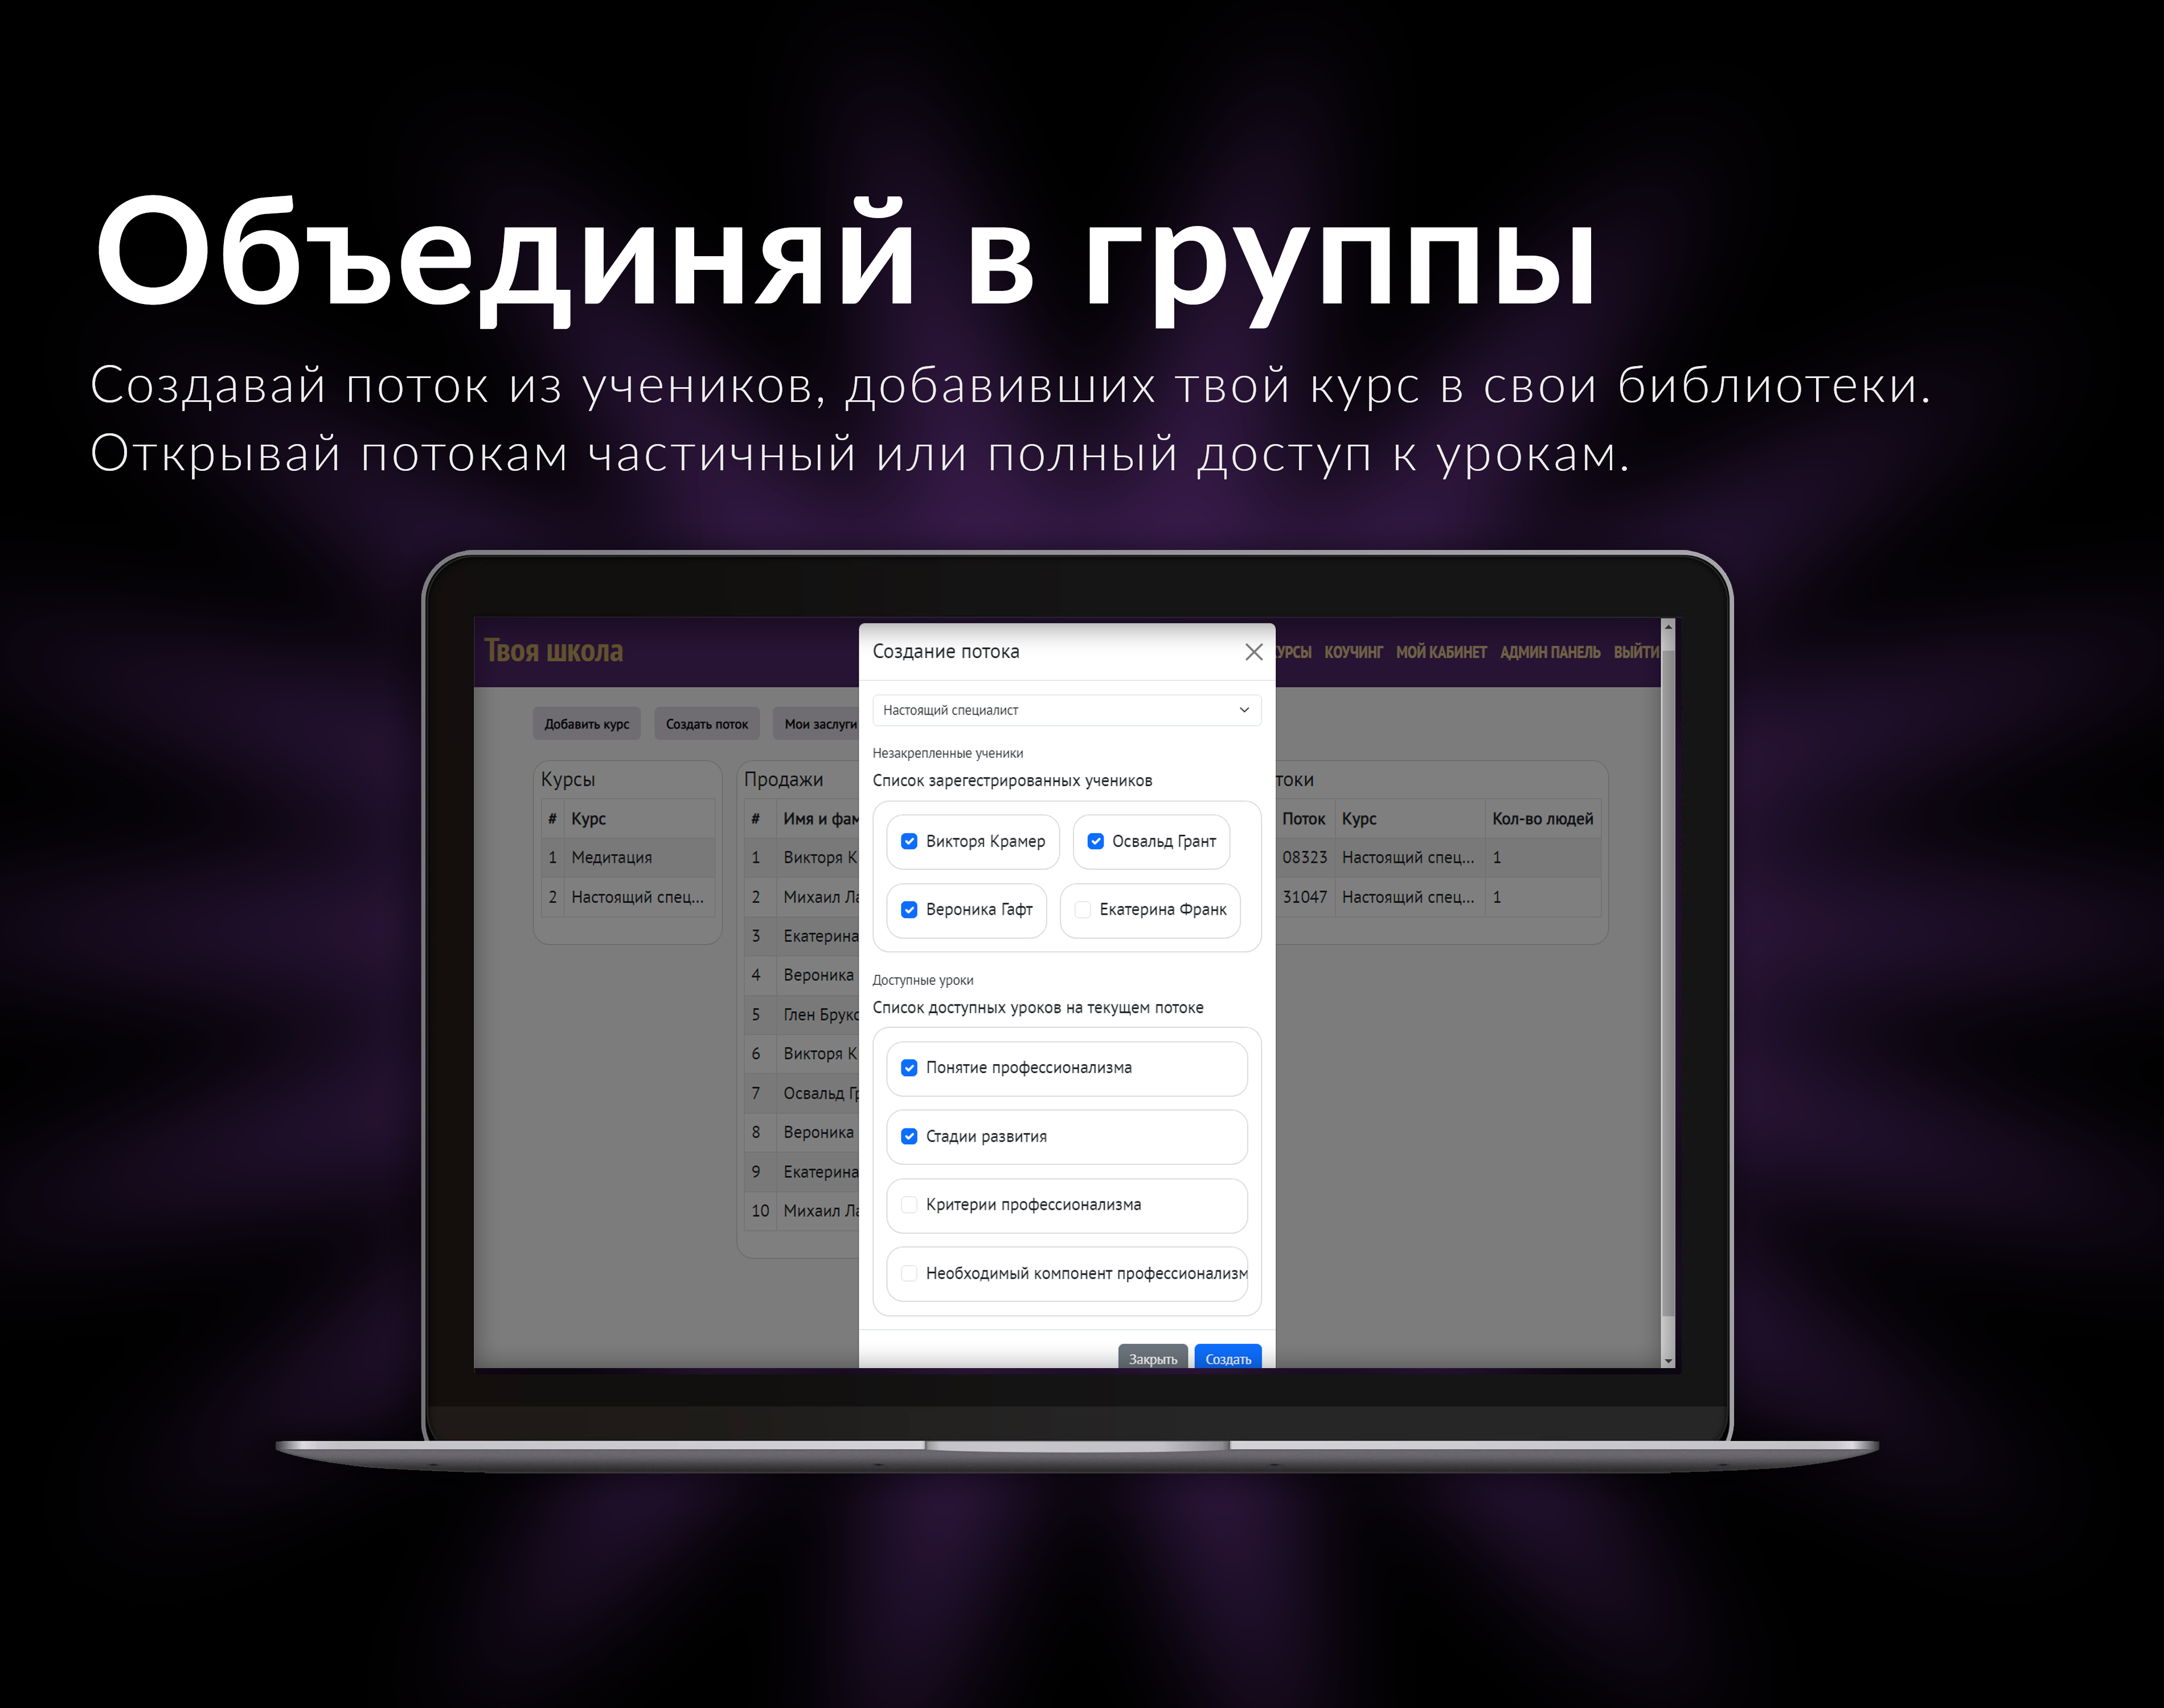 Объединяй в группы
Создавай поток из учеников, добавивших твой курс в свои библиотеки.
Открывай потокам частичный или полный доступ к урокам.
Твоя школа
КОУЧИНГ МОЙ КАБИНЕТ АДМИН ПАНЕЛЬ ВЫЙТИ
Добавить курс Создать поток Мои заслуги
Курсы
# Курс
1 Медитация
2 Настоящий спец...
Продажи
# Имя и фам
1 Викторя К
2 Михаил Ла
3 Екатерина
4 Вероника
5 Глен Брукс
6 Викторя К
7 Освальд Гр
8 Вероника
9 Екатерина
10 Михаил Ла
Создание потока
Настоящий специалист
Незакрепленные ученики
Список зарегестрированных учеников
Викторя Крамер Освальд Грант
Вероника Гафт Екатерина Франк
Доступные уроки
Список доступных уроков на текущем потоке
Понятие профессионализма
Стадии развития
Критерии профессионализма
Необходимый компонент профессионализм
Закрыть Создать
токи
Поток Курс Кол-во людей
08323 Настоящий спец... 1
31047 Настоящий спец... 1